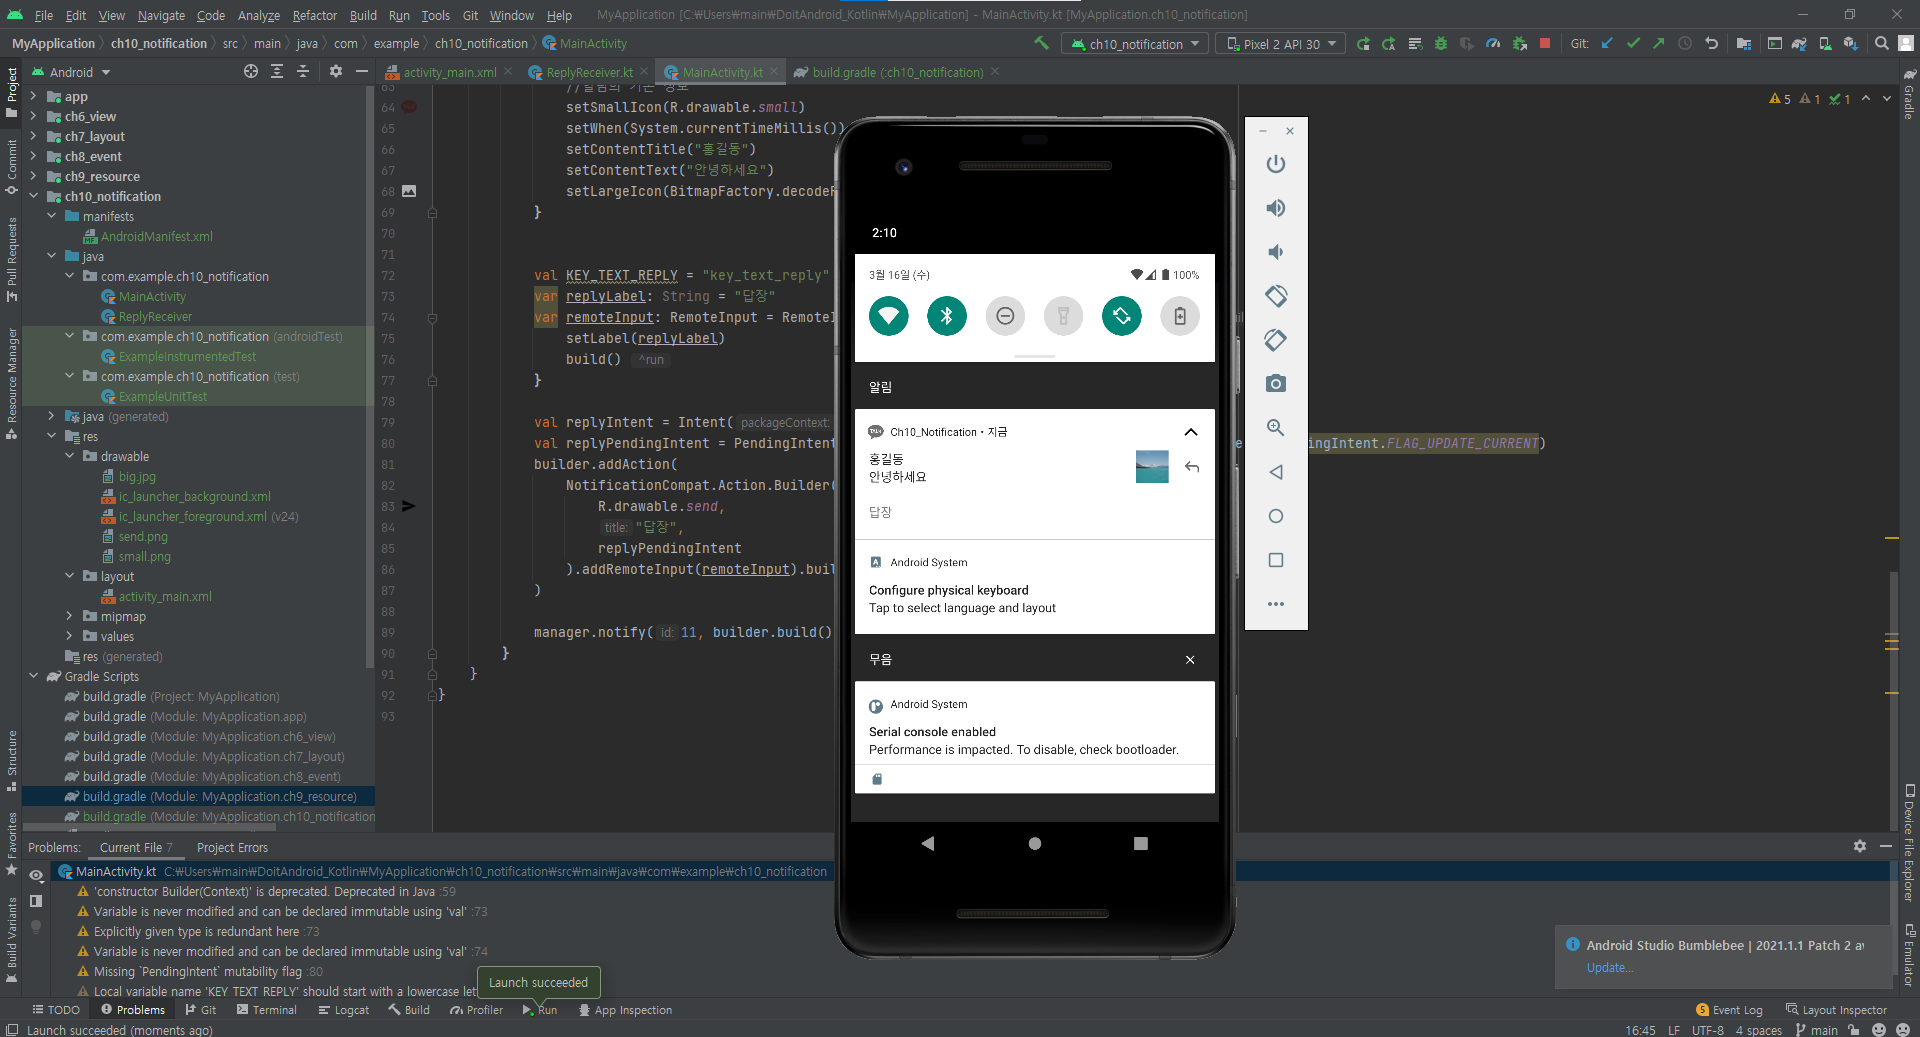 File Edit View Navigate Code Analyze Refactor Build Run Tools Git Window Help MyApplication [C:₩Users₩main₩DoitAndroid_Kotlin₩MyApplication] - MainActivity.kt [MyApplication.ch10_notification]
MyApplication ch10_notification src main java com example ch10_notification MainActivity
ch10_notification Pixel 2 API 30 Git:
Android
activity_main.xml ReplyReceiver.kt MainActivity.kt build.gradle (:ch10_notification)
Project
Commit
Pull Requests
Resource Manager
Structure
Favorites
Build Variants
app
ch6_view
ch7_layout
ch8_event
ch9_resource
ch10_notification
manifests
AndroidManifest.xml
java
com.example.ch10_notification
MainActivity
ReplyReceiver
com.example.ch10_notification (androidTest)
ExampleInstrumentedTest
com.example.ch10_notification (test)
ExampleUnitTest
java (generated)
res
drawable
big.jpg
ic_launcher_background.xml
ic_launcher_foreground.xml (v24)
send.png
small.png
layout
activity_main.xml
mipmap
values
res (generated)
Gradle Scripts
build.gradle (Project: MyApplication)
build.gradle (Module: MyApplication.app)
build.gradle (Module: MyApplication.ch6_view)
build.gradle (Module: MyApplication.ch7_layout)
build.gradle (Module: MyApplication.ch8_event)
build.gradle (Module: MyApplication.ch9_resource)
build.gradle (Module: MyApplication.ch10_notification
63 //알림의 기본 정보
64 setSmallIcon(R.drawable.small)
65 setWhen(System.currentTimeMillis())
66 setContentTitle("홍길동")
67 setContentText("안녕하세요")
68 setLargeIcon(BitmapFactory.decodeR
69 }
70
71
72 val KEY_TEXT_REPLY = "key_text_reply"
73 var replyLabel: String = "답장"
74 var remoteInput: RemoteInput = RemoteI
75 setLabel(replyLabel)
76 build() ^run
77 }
78
79 val replyIntent = Intent( packageContext:
80 val replyPendingIntent = PendingIntent ingIntent.FLAG_UPDATE_CURRENT)
81 builder.addAction(
82 NotificationCompat.Action.Builder(
83 R.drawable.send,
84 title: "답장",
85 replyPendingIntent
86 ).addRemoteInput(remoteInput).buil
87 )
88
89 manager.notify( id: 11, builder.build()
90 }
91 }
92 }
93
5 1 1
2:10
3월 16일 (수) 100%
알림
Ch10_Notification • 지금
홍길동
안녕하세요
답장
Android System
Configure physical keyboard
Tap to select language and layout
무음
Android System
Serial console enabled
Performance is impacted. To disable, check bootloader.
Gradle
Device File Explorer
Emulator
Problems: Current File 7 Project Errors
MainActivity.kt C:₩Users₩main₩DoitAndroid_Kotlin₩MyApplication₩ch10_notification₩src₩main₩java₩com₩example₩ch10_notification
'constructor Builder(Context)' is deprecated. Deprecated in Java :59
Variable is never modified and can be declared immutable using 'val' :73
Explicitly given type is redundant here :73
Variable is never modified and can be declared immutable using 'val' :74
Missing `PendingIntent` mutability flag :80
Local variable name 'KEY_TEXT_REPLY' should start with a lowercase let
Launch succeeded
Android Studio Bumblebee | 2021.1.1 Patch 2 av
Update...
TODO Problems Git Terminal Logcat Build Profiler Run App Inspection 5 Event Log Layout Inspector
Launch succeeded (moments ago) 16:45 LF UTF-8 4 spaces main